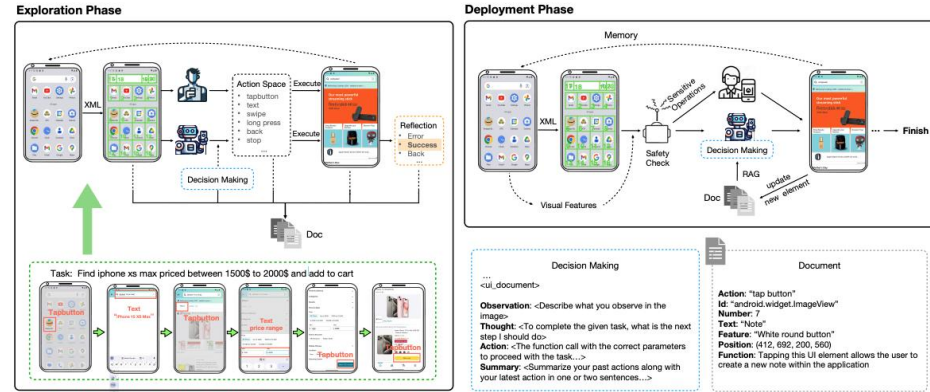 Exploration Phase
XML
Action Space
• tapbutton
• text
• swipe
• long press
• back
• stop
...
Execute
Execute
Reflection
• Error
• Success
• Back
...
Decision Making
Doc
Task: Find iphone xs max priced between 1500$ to 2000$ and add to cart
Tapbutton
Text
Tapbutton
Text
price range
Tapbutton
Tapbutton
Deployment Phase
Memory
XML
Sensitive
Operations
Safety
Check
Decision Making
RAG
Doc
update
new element
... Finish
Visual Features
Decision Making
...
<ui_document>
Observation: <Describe what you observe in the
image>
Thought: <To complete the given task, what is the next
step I should do>
Action: <The function call with the correct parameters
to proceed with the task…>
Summary: <Summarize your past actions along with
your latest action in one or two sentences…>
Document
Action: “tap button”
Id: “android.widget.ImageView”
Number: 7
Text: “Note”
Feature: “White round button”
Position: (412, 692, 200, 560)
Function: Tapping this UI element allows the user to
create a new note within the application